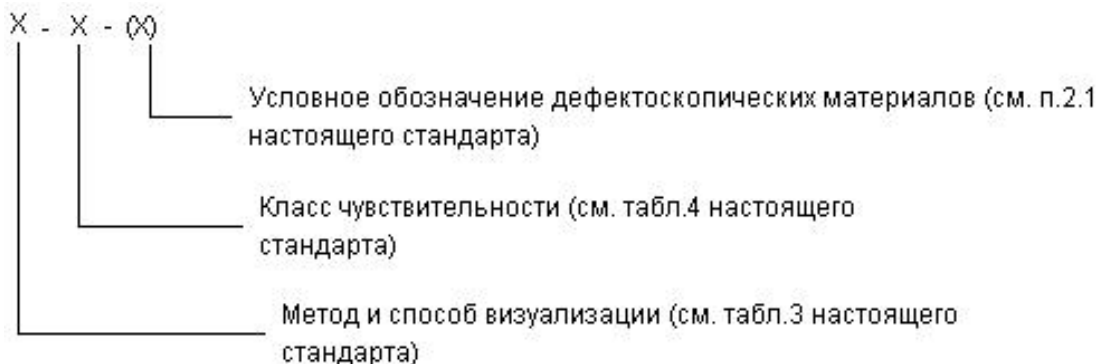 X - X - (X)
Условное обозначение дефектоскопических материалов (см. п.2.1
настоящего стандарта)
Класс чувствительности (см. табл.4 настоящего
стандарта)
Метод и способ визуализации (см. табл.3 настоящего
стандарта)